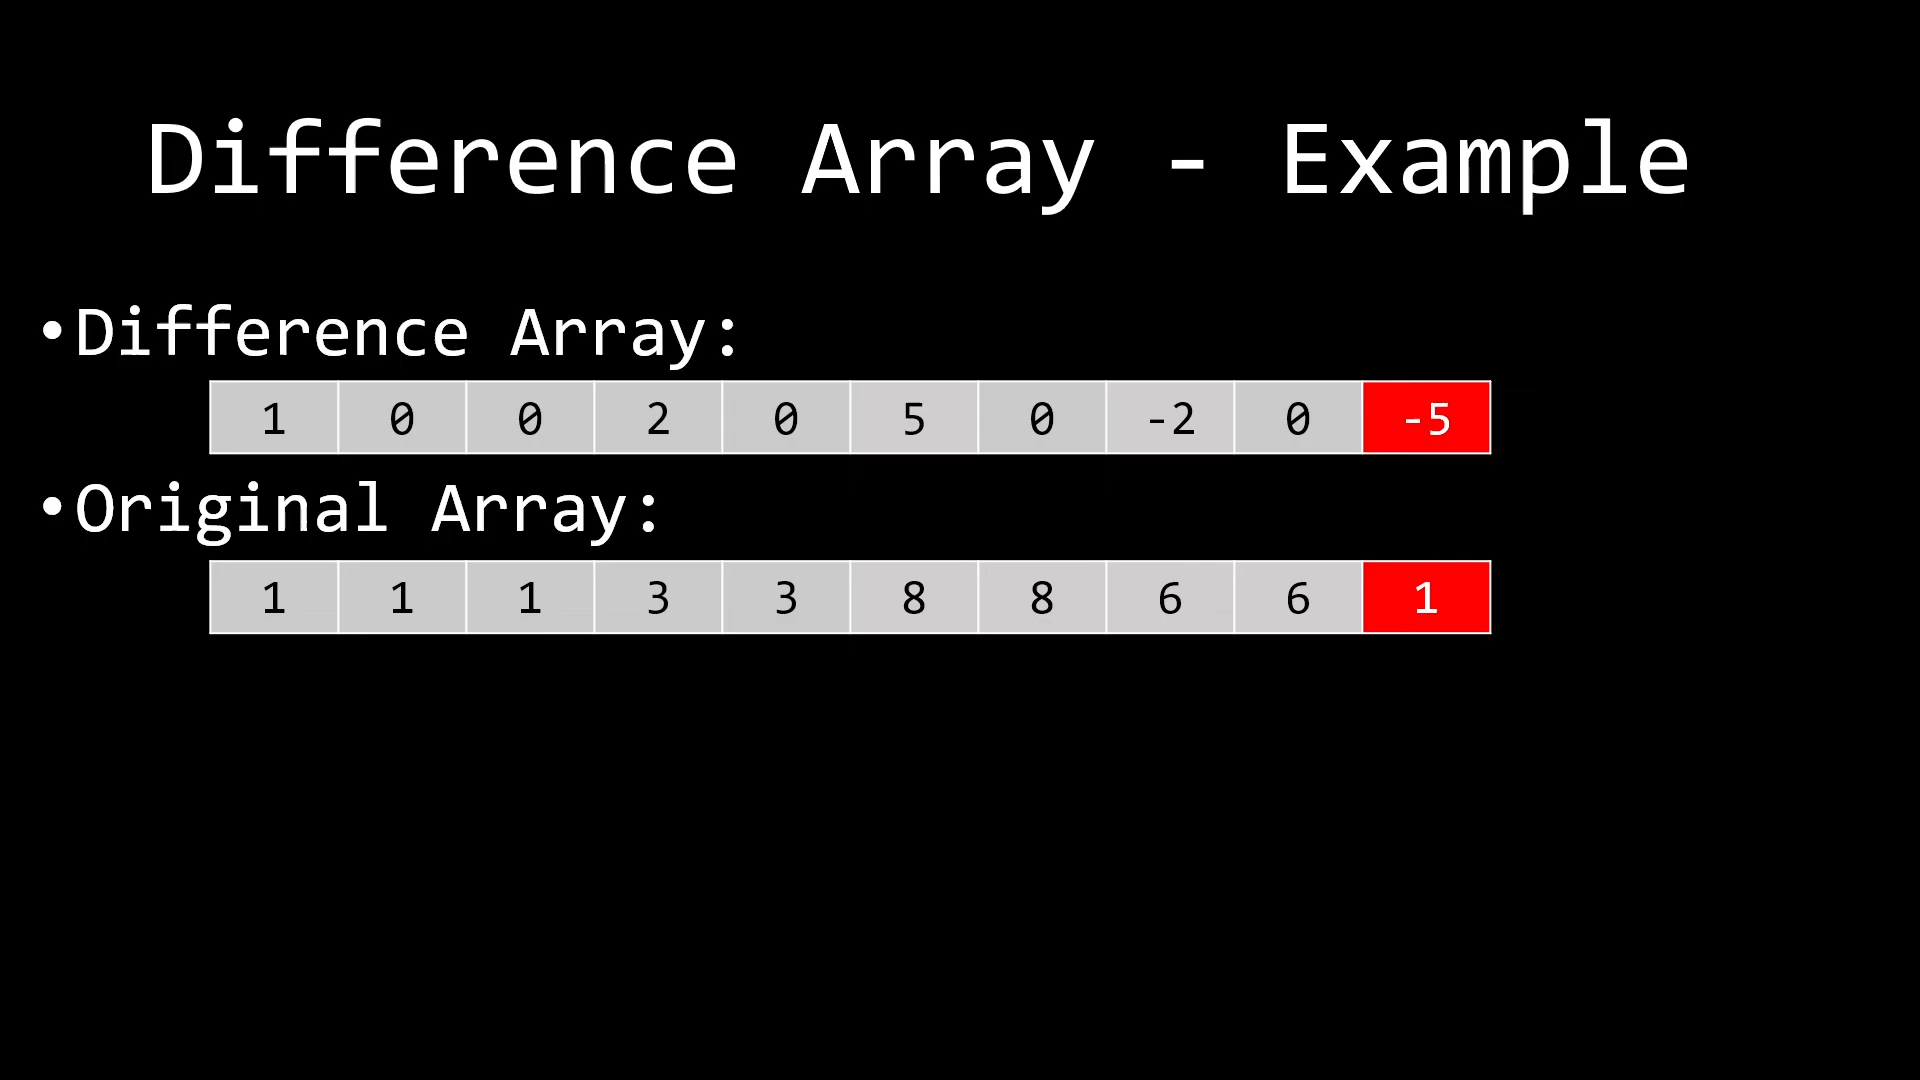 Difference Array - Example
•Difference Array:
1 0 0 2 0 5 0 -2 0 -5
•Original Array:
1 1 1 3 3 8 8 6 6 1